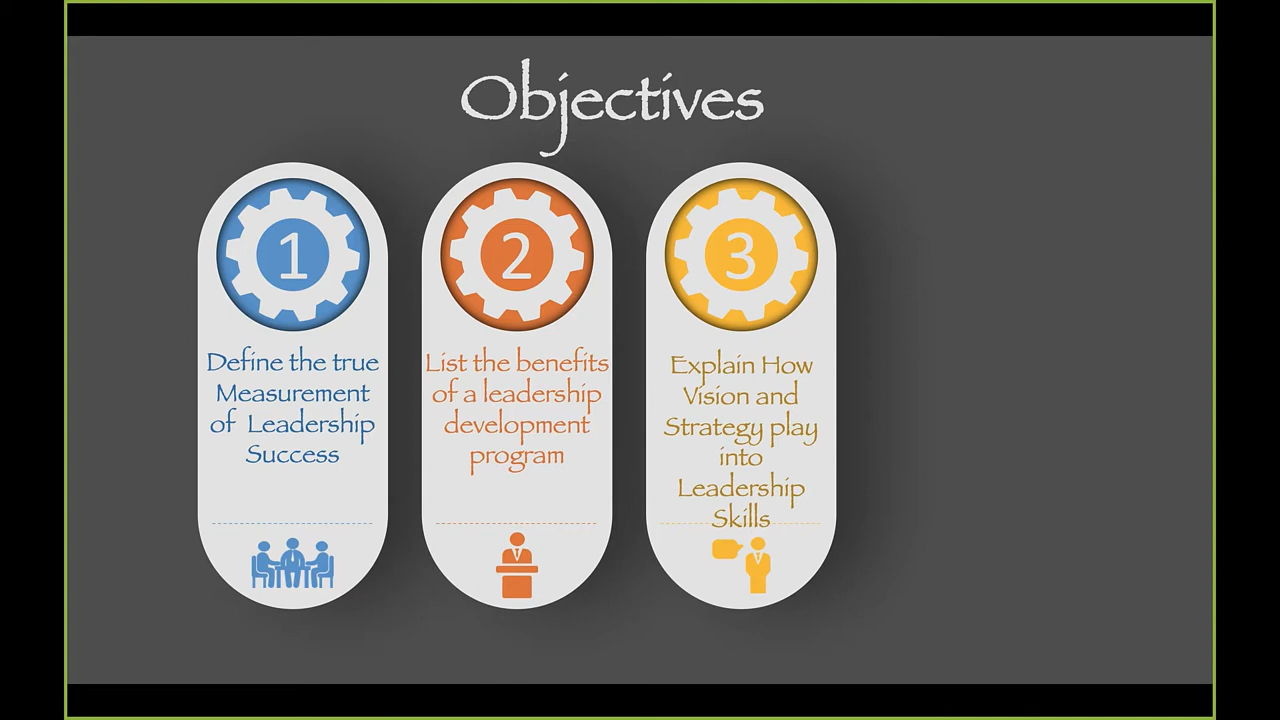 Objectives
1
Define the true
Measurement
of Leadership
Success
2
List the benefits
of a leadership
development
program
3
Explain How
Vision and
Strategy play
into
Leadership
Skills